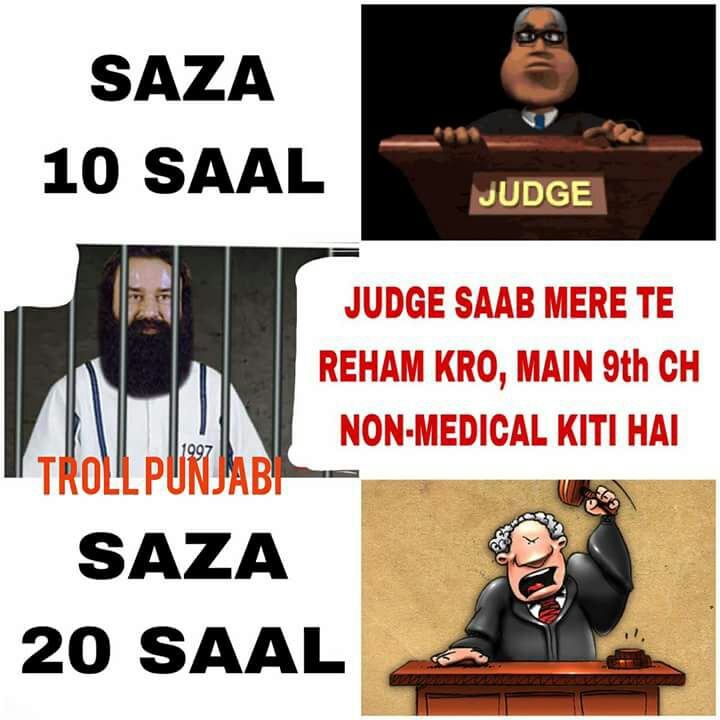 SAZA
10 SAAL
JUDGE
JUDGE SAAB MERE TE
REHAM KRO, MAIN 9th CH
NON-MEDICAL KITI HAI
1997
TROLL PUNJABI
SAZA
20 SAAL